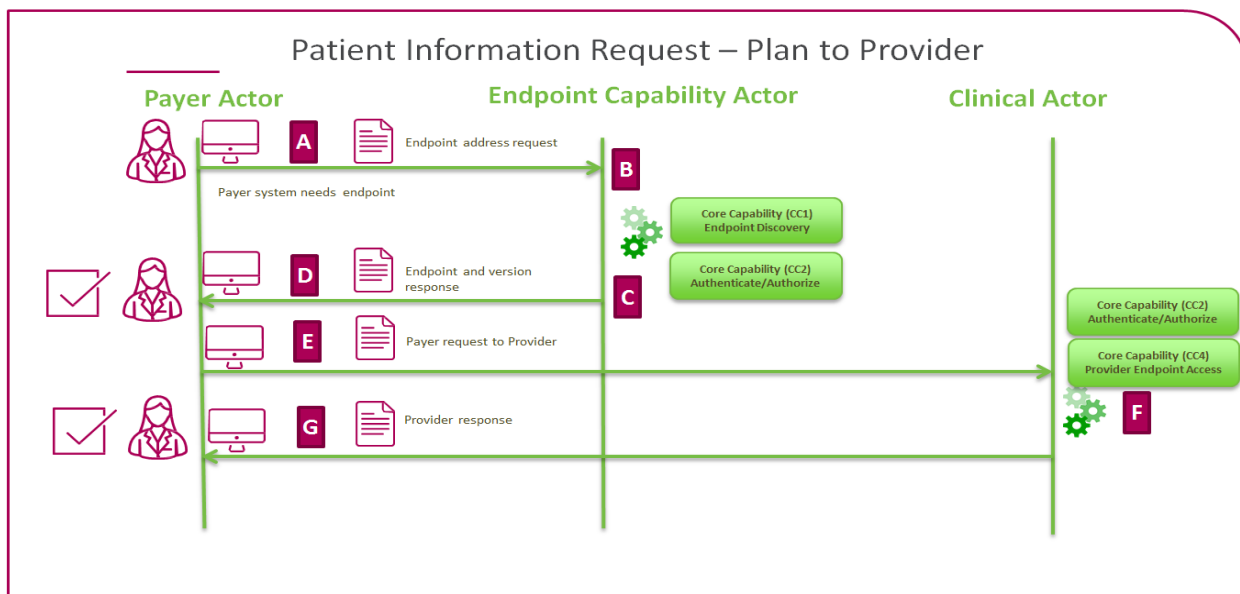 Patient Information Request – Plan to Provider
Payer Actor
Endpoint Capability Actor
Clinical Actor
A
Endpoint address request
B
Payer system needs endpoint
Core Capability (CC1)
Endpoint Discovery
D
Endpoint and version
response
Core Capability (CC2)
Authenticate/Authorize
C
Core Capability (CC2)
Authenticate/Authorize
E
Payer request to Provider
Core Capability (CC4)
Provider Endpoint Access
G
Provider response
F